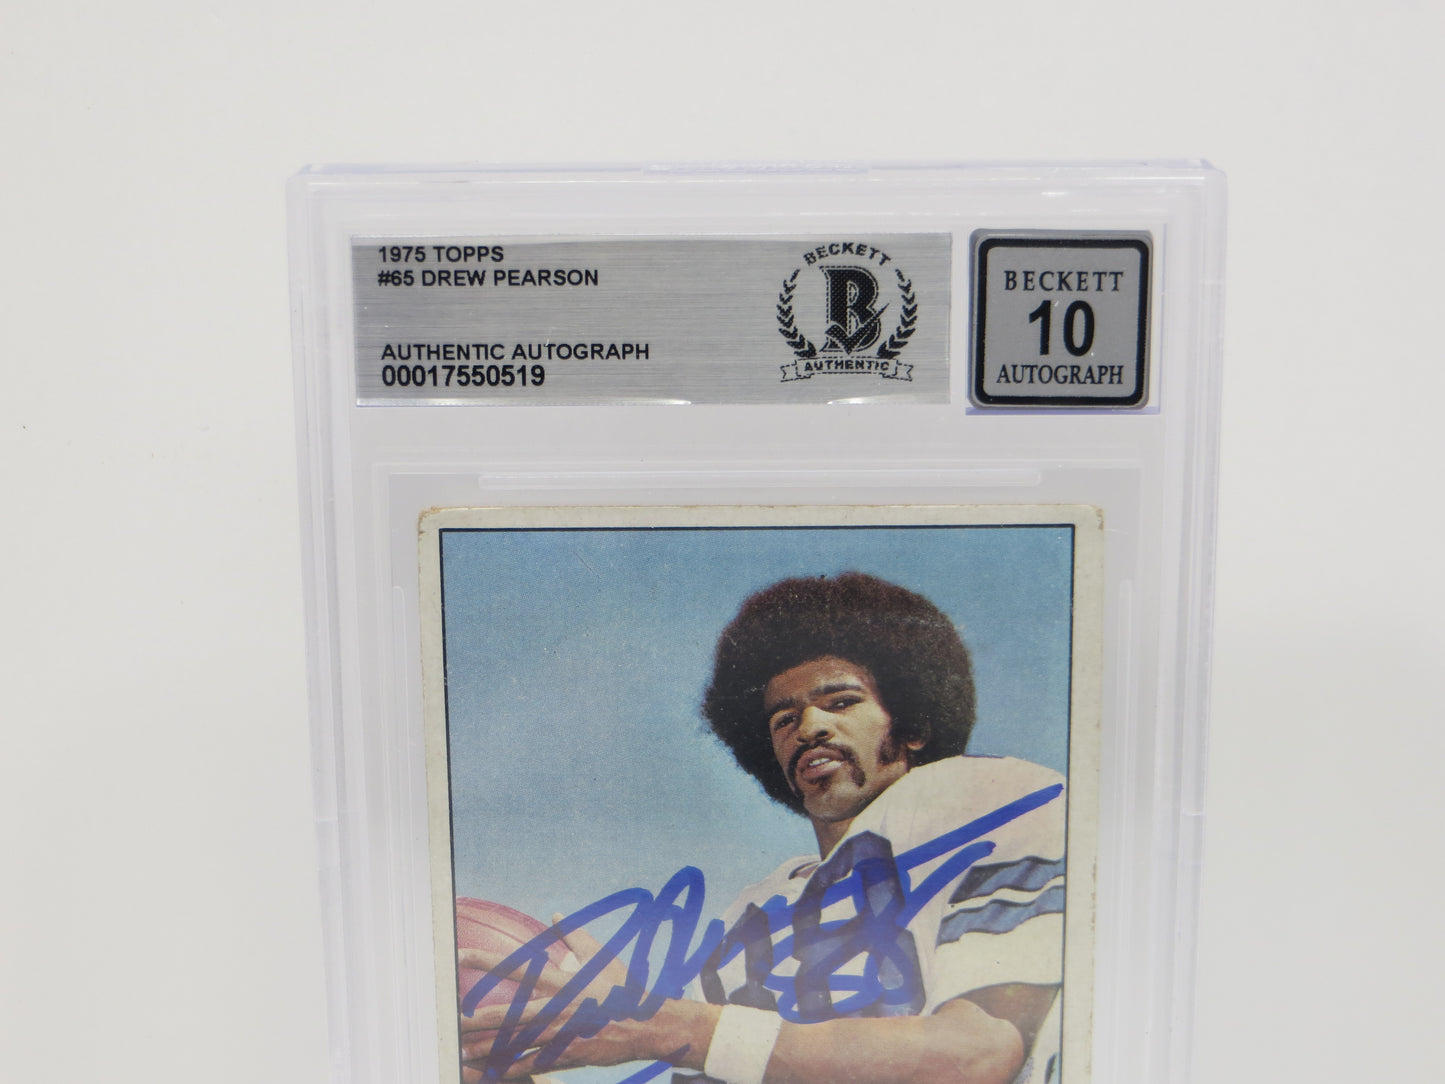 1975 TOPPS
#65 DREW PEARSON
AUTHENTIC AUTOGRAPH
00017550519
BECKETT
B
AUTHENTIC
BECKETT
10
AUTOGRAPH